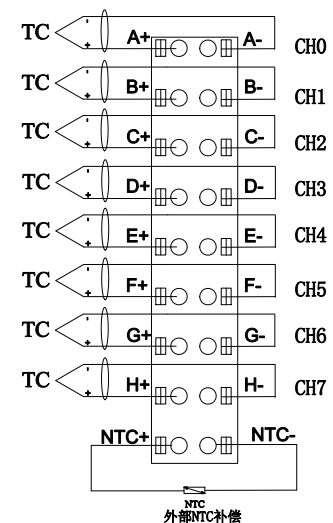 TC - + A+ A- CH0
TC - + B+ B- CH1
TC - + C+ C- CH2
TC - + D+ D- CH3
TC - + E+ E- CH4
TC - + F+ F- CH5
TC - + G+ G- CH6
TC - + H+ H- CH7
NTC+ NTC-
NTC
外部NTC补偿